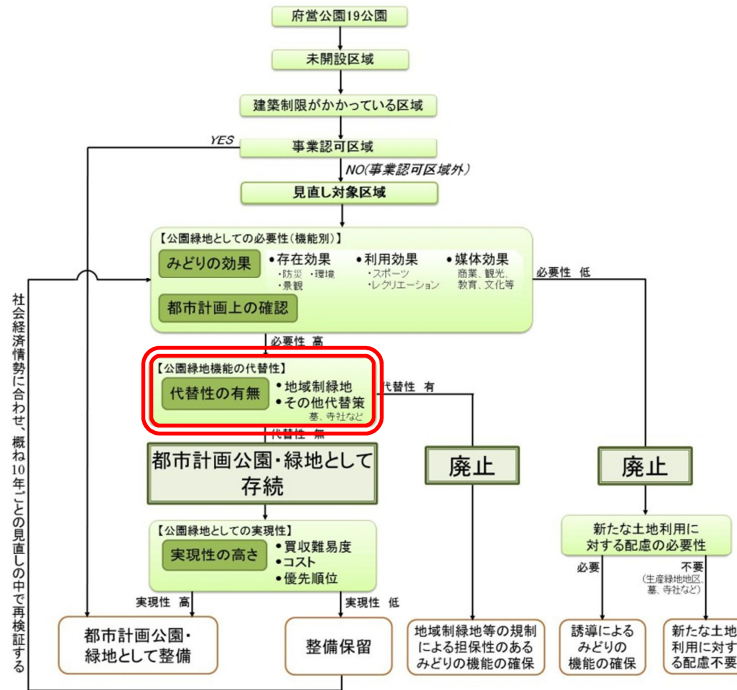 府営公園19公園
未開設区域
建築制限がかかっている区域
YES
事業認可区域
NO(事業認可区域外)
見直し対象区域
【公園緑地としての必要性(機能別)】
みどりの効果
●存在効果
・防災 ・環境
・景観
●利用効果
・スポーツ
・レクリエーション
●媒体効果
商業、観光、
教育、文化等
都市計画上の確認
必要性 低
必要性 高
【公園緑地機能の代替性】
代替性の有無
●地域制緑地
●その他代替策
墓、寺社など
代替性 有
代替性 無
都市計画公園・緑地として
存続
廃止
廃止
【公園緑地としての実現性】
実現性の高さ
●買収難易度
●コスト
●優先順位
新たな土地利用に
対する配慮の必要性
必要
不要
(生産緑地地区、
墓、寺社など)
実現性 高
実現性 低
都市計画公園・
緑地として整備
整備保留
地域制緑地等の規制
による担保性のある
みどりの機能の確保
誘導による
みどりの
機能の確保
新たな土地
利用に対す
る配慮不要
社会経済情勢に合わせ、概ね10年ごとの見直しの中で再検証する